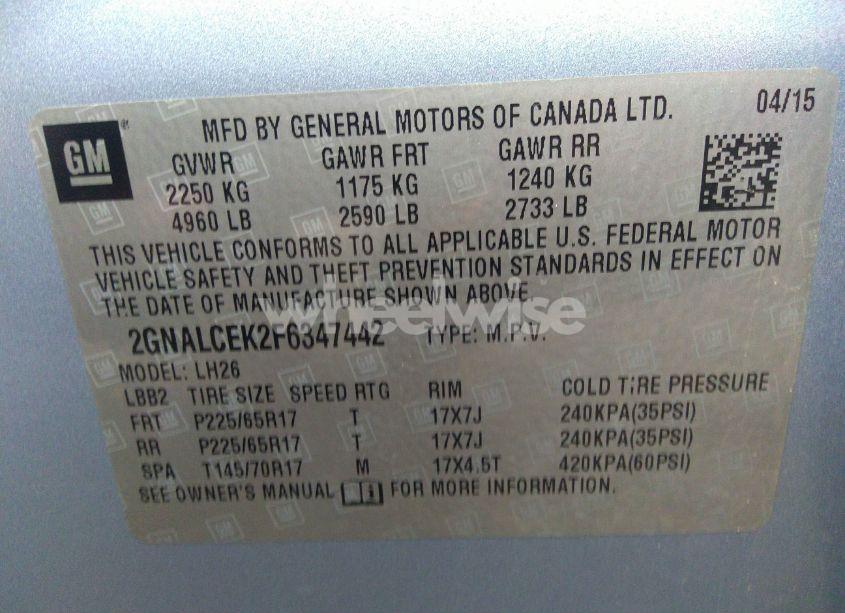 GM
MFD BY GENERAL MOTORS OF CANADA LTD.
04/15
GVWR GAWR FRT GAWR RR
2250 KG 1175 KG 1240 KG
4960 LB 2590 LB 2733 LB
THIS VEHICLE CONFORMS TO ALL APPLICABLE U.S. FEDERAL MOTOR
VEHICLE SAFETY AND THEFT PREVENTION STANDARDS IN EFFECT ON
THE DATE OF MANUFACTURE SHOWN ABOVE.
wheelwise
2GNALCEK2F6347442 TYPE: M.P.V.
MODEL: LH26
LBB2 TIRE SIZE SPEED RTG RIM COLD TIRE PRESSURE
FRT P225/65R17 T 17X7J 240KPA(35PSI)
RR P225/65R17 T 17X7J 240KPA(35PSI)
SPA T145/70R17 M 17X4.5T 420KPA(60PSI)
SEE OWNER'S MANUAL FOR MORE INFORMATION.